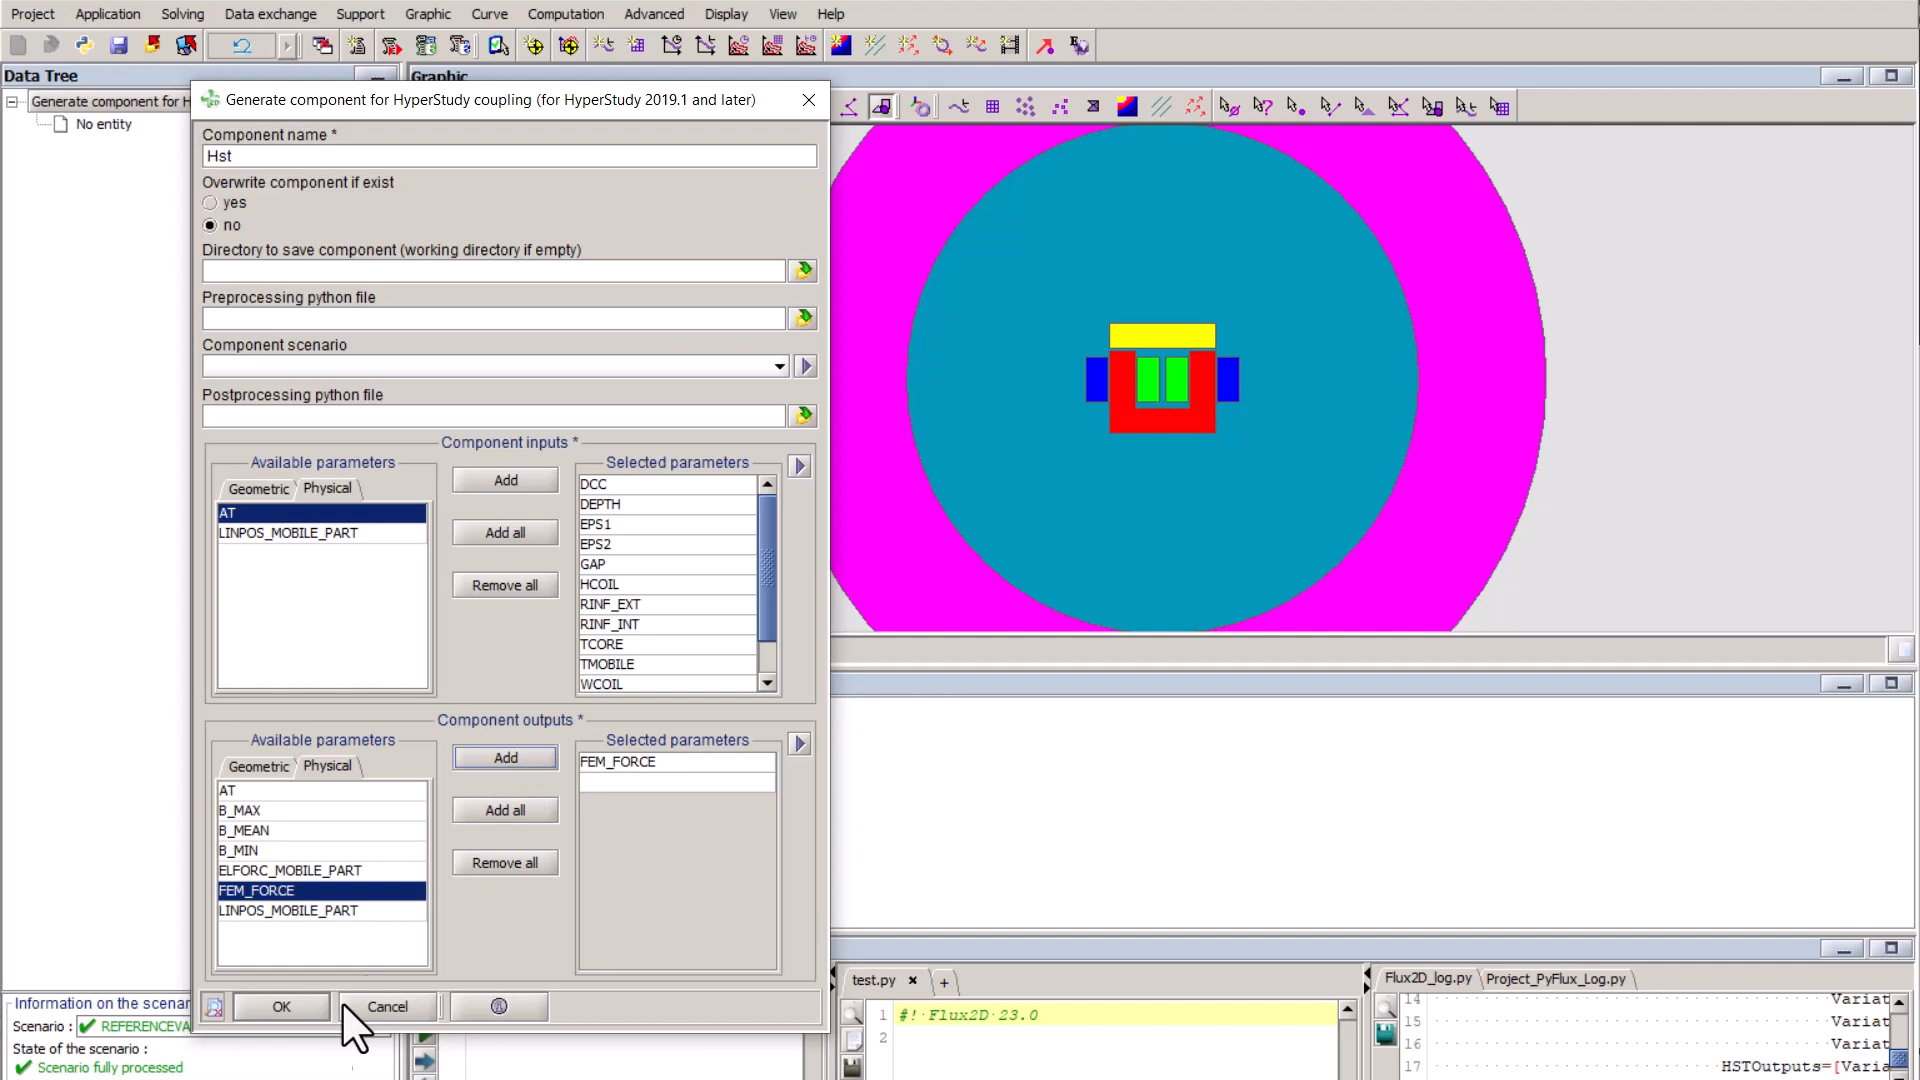 Project Application Solving Data exchange Support Graphic Curve Computation Advanced Display View Help
Data Tree
Graphic
Generate component for H
No entity
Generate component for HyperStudy coupling (for HyperStudy 2019.1 and later)
Component name *
Hst
Overwrite component if exist
yes
no
Directory to save component (working directory if empty)
Preprocessing python file
Component scenario
Postprocessing python file
Component inputs *
Available parameters
Geometric Physical
AT
LINPOS_MOBILE_PART
Add
Add all
Remove all
Selected parameters
DCC
DEPTH
EPS1
EPS2
GAP
HCOIL
RINF_EXT
RINF_INT
TCORE
TMOBILE
WCOIL
Component outputs *
Available parameters
Geometric Physical
AT
B_MAX
B_MEAN
B_MIN
ELFORC_MOBILE_PART
FEM_FORCE
LINPOS_MOBILE_PART
Add
Add all
Remove all
Selected parameters
FEM_FORCE
OK Cancel
Information on the scenar
Scenario : REFERENCEVA
State of the scenario :
Scenario fully processed
test.py
1 #! Flux2D 23.0
2
Flux2D_log.py Project_PyFlux_Log.py
14 Variat
15 Variat
16 Variat
17 HSTOutputs=[Varia